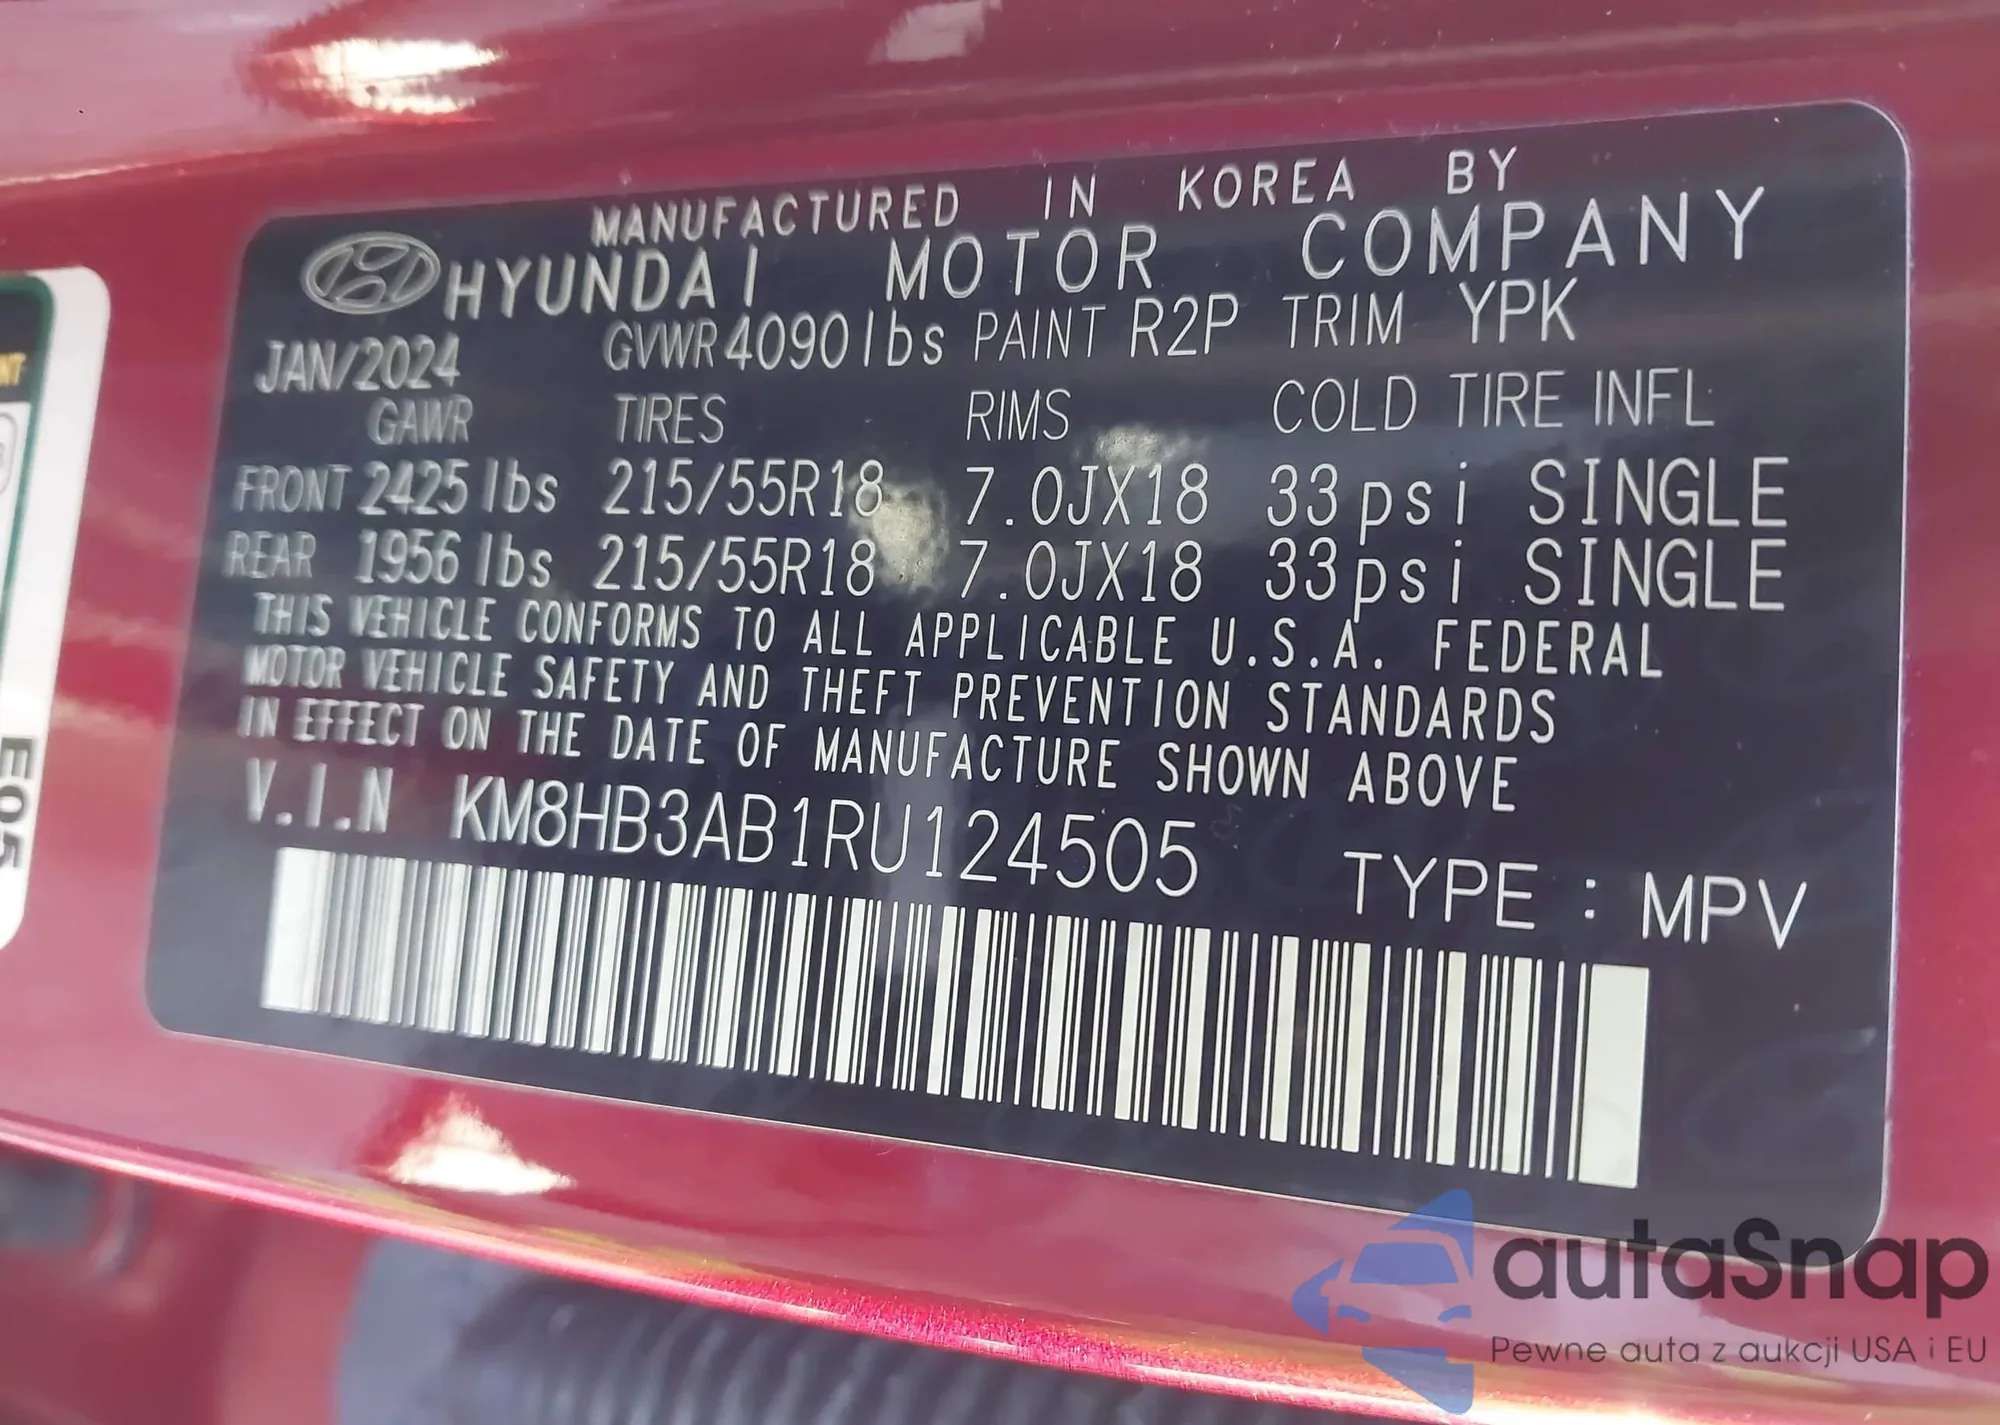 MANUFACTURED IN KOREA BY
HYUNDAI MOTOR COMPANY
JAN/2024 GVWR 4090 lbs PAINT R2P TRIM YPK
GAWR TIRES RIMS COLD TIRE INFL
FRONT 2425 lbs 215/55R18 7.0JX18 33psi SINGLE
REAR 1956 lbs 215/55R18 7.0JX18 33psi SINGLE
THIS VEHICLE CONFORMS TO ALL APPLICABLE U.S.A. FEDERAL
MOTOR VEHICLE SAFETY AND THEFT PREVENTION STANDARDS
IN EFFECT ON THE DATE OF MANUFACTURE SHOWN ABOVE
V.I.N KM8HB3AB1RU124505
TYPE : MPV
E05
autaSnap
Pewne auta z aukcji USA i EU